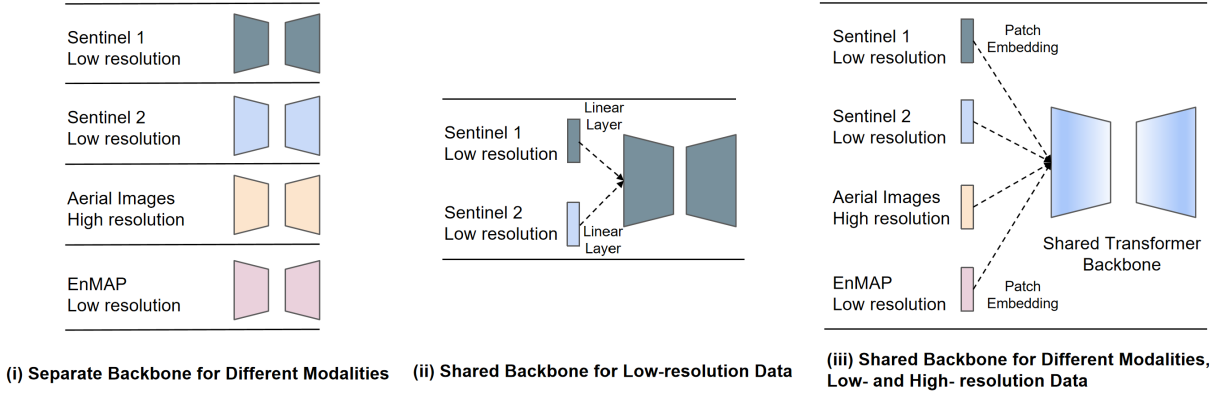 Sentinel 1
Low resolution
Sentinel 2
Low resolution
Aerial Images
High resolution
EnMAP
Low resolution
(i) Separate Backbone for Different Modalities
Linear
Layer
Sentinel 1
Low resolution
Sentinel 2
Low resolution
Linear
Layer
(ii) Shared Backbone for Low-resolution Data
Sentinel 1
Low resolution
Patch
Embedding
Sentinel 2
Low resolution
Aerial Images
High resolution
Shared Transformer
Backbone
EnMAP
Low resolution
Patch
Embedding
(iii) Shared Backbone for Different Modalities,
Low- and High- resolution Data